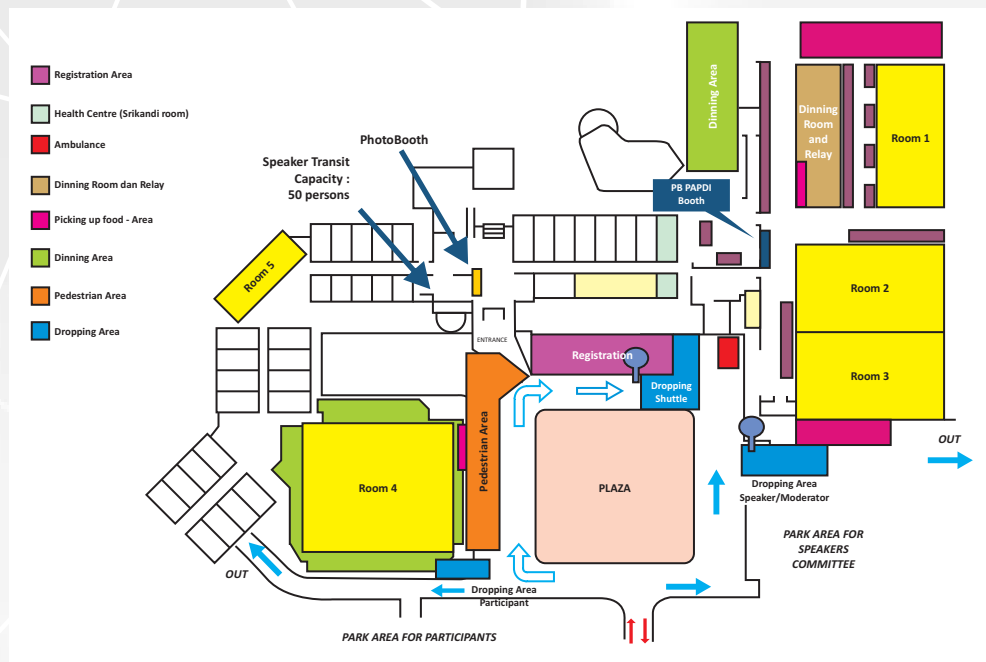 Registration Area
Health Centre (Srikandi room)
Ambulance
Dinning Room dan Relay
Picking up food - Area
Dinning Area
Pedestrian Area
Dropping Area
PhotoBooth
Speaker Transit
Capacity :
50 persons
Dinning Area
Dinning
Room
and
Relay
Room 1
PB PAPDI
Booth
Room 5
Room 2
ENTRANCE
Registration
Dropping
Shuttle
Room 3
Pedestrian Area
Room 4
PLAZA
OUT
Dropping Area
Speaker/Moderator
PARK AREA FOR
SPEAKERS
COMMITTEE
OUT
Dropping Area
Participant
PARK AREA FOR PARTICIPANTS